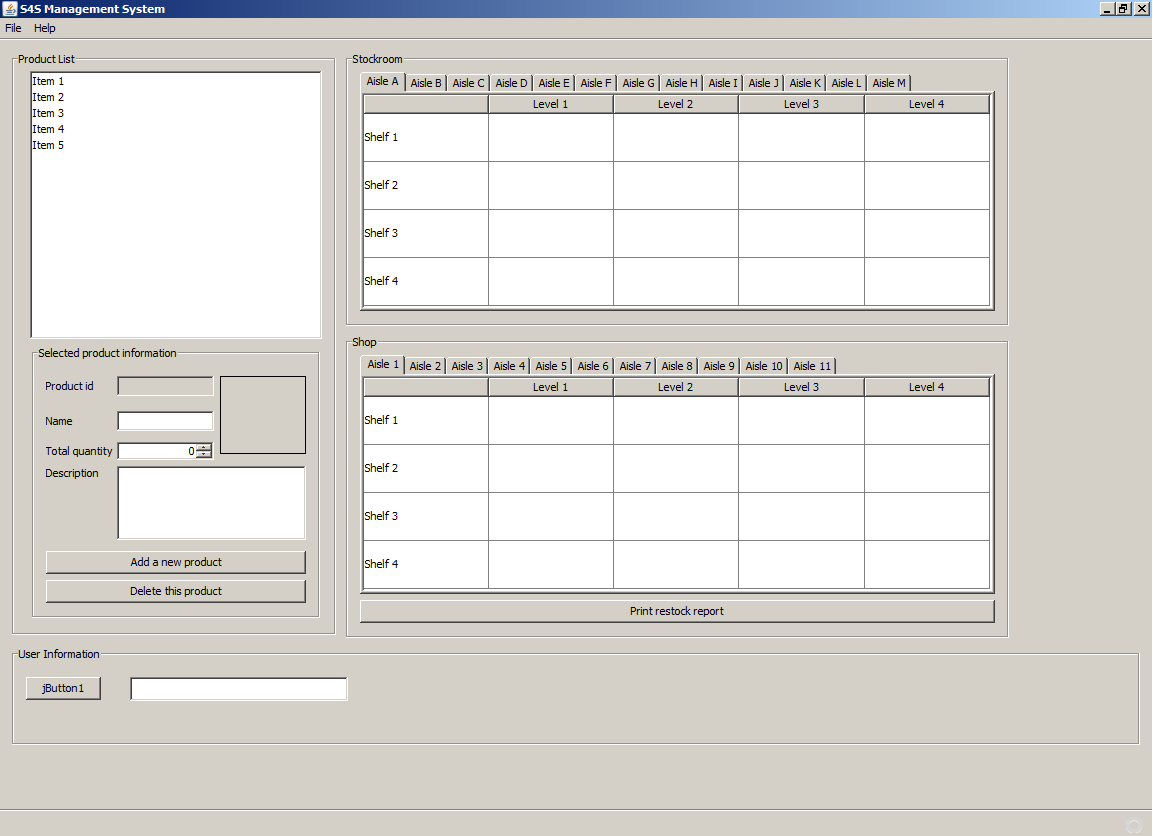 S4S Management System
File Help
Product List
Item 1
Item 2
Item 3
Item 4
Item 5
Selected product information
Product id
Name
Total quantity 0
Description
Add a new product
Delete this product
Stockroom
Aisle A Aisle B Aisle C Aisle D Aisle E Aisle F Aisle G Aisle H Aisle I Aisle J Aisle K Aisle L Aisle M
Level 1 Level 2 Level 3 Level 4
Shelf 1
Shelf 2
Shelf 3
Shelf 4
Shop
Aisle 1 Aisle 2 Aisle 3 Aisle 4 Aisle 5 Aisle 6 Aisle 7 Aisle 8 Aisle 9 Aisle 10 Aisle 11
Level 1 Level 2 Level 3 Level 4
Shelf 1
Shelf 2
Shelf 3
Shelf 4
Print restock report
User Information
jButton1